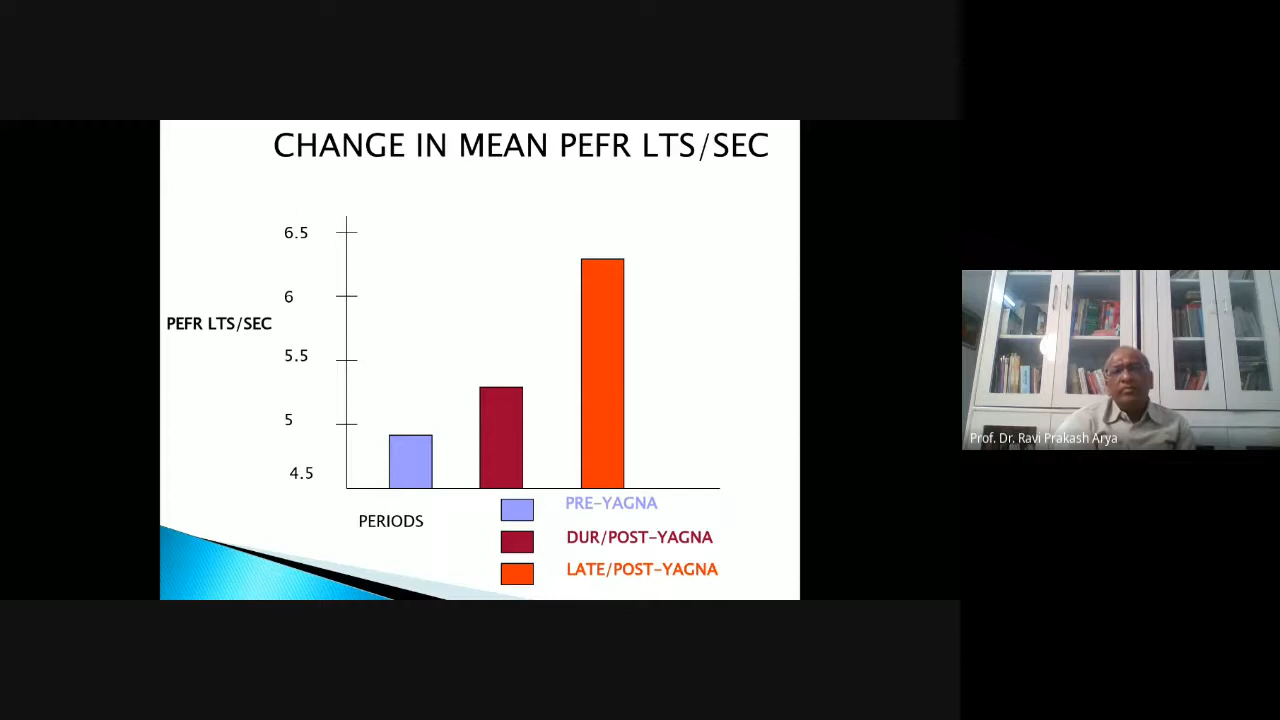 CHANGE IN MEAN PEFR LTS/SEC
6.5
6
PEFR LTS/SEC
5.5
5
4.5
PERIODS
PRE-YAGNA
DUR/POST-YAGNA
LATE/POST-YAGNA
Prof. Dr. Ravi Prakash Arya